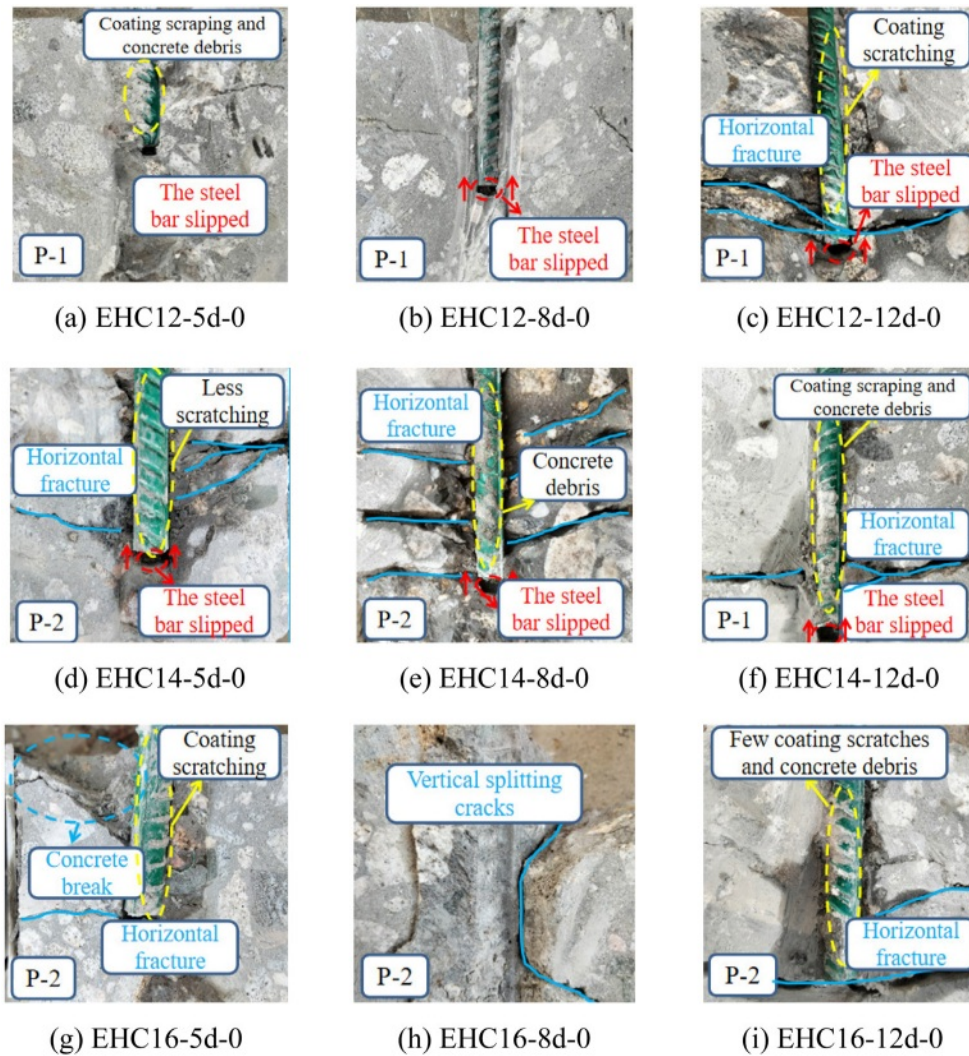 Coating scraping and
concrete debris
The steel
bar slipped
P-1
(a) EHC12-5d-0
The steel
bar slipped
P-1
(b) EHC12-8d-0
Coating
scratching
Horizontal
fracture
The steel
bar slipped
P-1
(c) EHC12-12d-0
Less
scratching
Horizontal
fracture
The steel
bar slipped
P-2
(d) EHC14-5d-0
Horizontal
fracture
Concrete
debris
The steel
bar slipped
P-2
(e) EHC14-8d-0
Coating scraping and
concrete debris
Horizontal
fracture
The steel
bar slipped
P-1
(f) EHC14-12d-0
Coating
scratching
Concrete
break
Horizontal
fracture
P-2
(g) EHC16-5d-0
Vertical splitting
cracks
P-2
(h) EHC16-8d-0
Few coating scratches
and concrete debris
Horizontal
fracture
P-2
(i) EHC16-12d-0